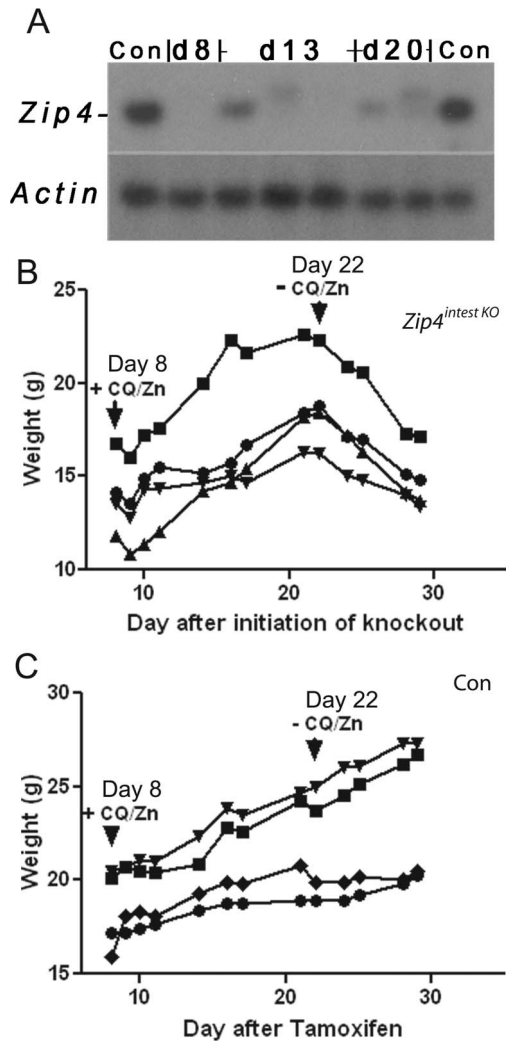 A
Con |d8|- d13 -|-d20-| Con
Zip4-
Actin
B
Day 22
- CQ/Zn
Zip4intest KO
Day 8
+ CQ/Zn
25
20
15
10
Weight (g)
10 20 30
Day after initiation of knockout
C
Con
Day 22
- CQ/Zn
Day 8
+ CQ/Zn
30
25
20
15
Weight (g)
10 20 30
Day after Tamoxifen